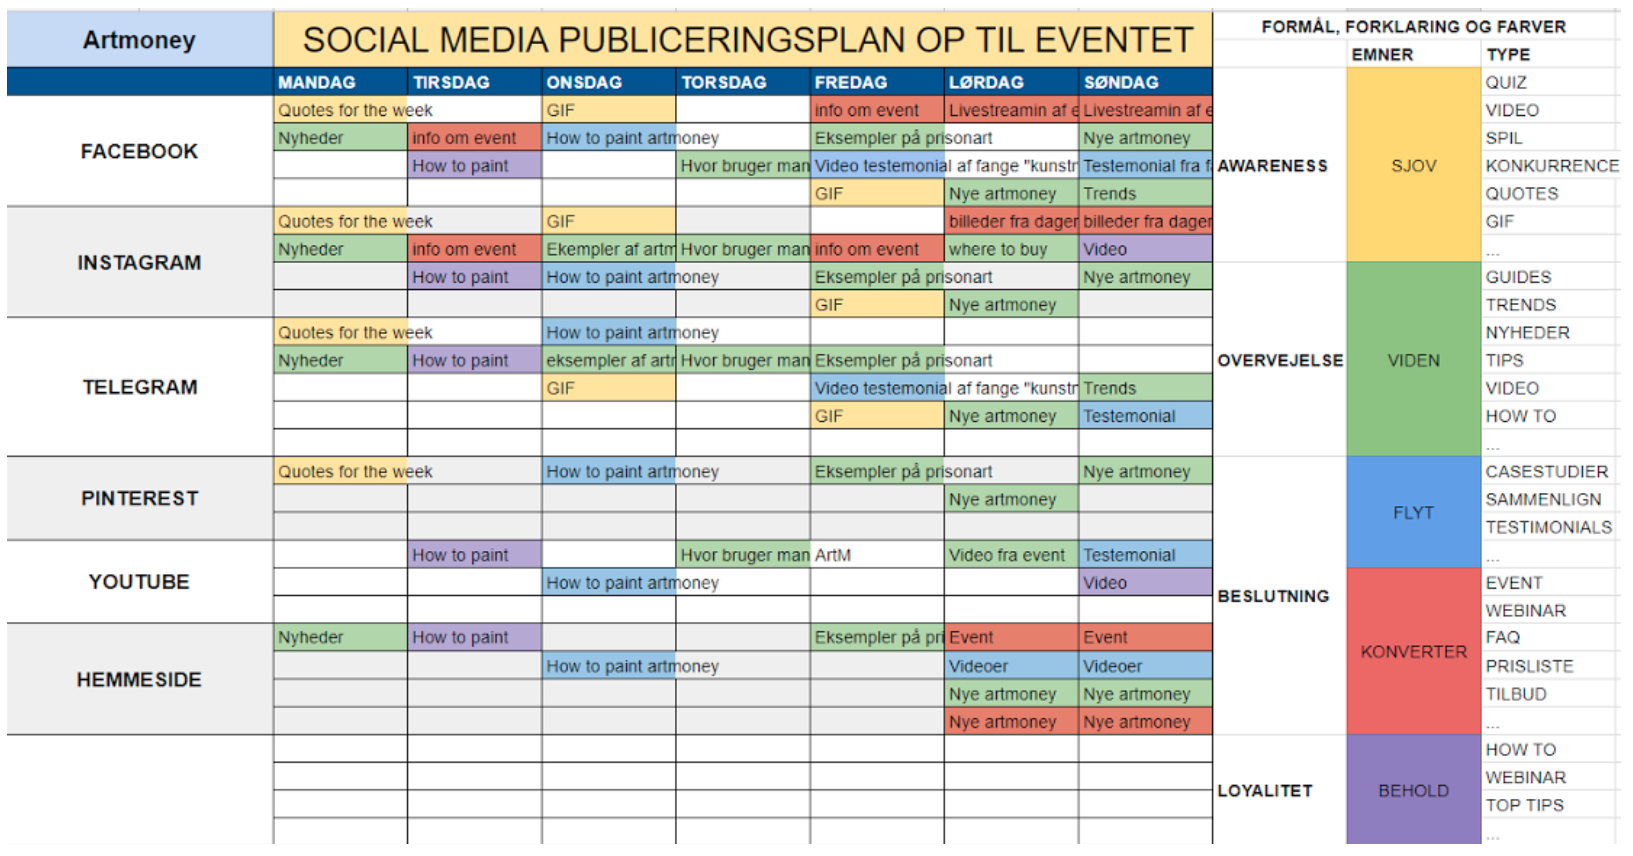 Artmoney SOCIAL MEDIA PUBLICERINGSPLAN OP TIL EVENTET FORMÅL, FORKLARING OG FARVER
EMNER TYPE
MANDAG TIRSDAG ONSDAG TORSDAG FREDAG LØRDAG SØNDAG QUIZ
Quotes for the week GIF info om event Livestreamin af e Livestreamin af e VIDEO
Nyheder info om event How to paint artmoney Eksempler på prisonart Nye artmoney SPIL
FACEBOOK
How to paint Hvor bruger man Video testemonial af fange "kunstn Testemonial fra f AWARENESS SJOV KONKURRENCE
GIF Nye artmoney Trends QUOTES
Quotes for the week GIF billeder fra dagen billeder fra dagen GIF
Nyheder info om event Ekempler af artm Hvor bruger man info om event where to buy Video ...
INSTAGRAM
How to paint How to paint artmoney Eksempler på prisonart Nye artmoney GUIDES
GIF Nye artmoney TRENDS
Quotes for the week How to paint artmoney NYHEDER
Nyheder How to paint eksempler af artm Hvor bruger man Eksempler på prisonart OVERVEJELSE VIDEN TIPS
TELEGRAM GIF Video testemonial af fange "kunstn Trends VIDEO
GIF Nye artmoney Testemonial HOW TO
...
Quotes for the week How to paint artmoney Eksempler på prisonart Nye artmoney CASESTUDIER
PINTEREST Nye artmoney SAMMENLIGN
FLYT
TESTIMONIALS
How to paint Hvor bruger man ArtM Video fra event Testemonial ...
YOUTUBE How to paint artmoney Video EVENT
BESLUTNING WEBINAR
Nyheder How to paint Eksempler på pri Event Event FAQ
KONVERTER
How to paint artmoney Videoer Videoer PRISLISTE
HEMMESIDE
Nye artmoney Nye artmoney TILBUD
Nye artmoney Nye artmoney ...
HOW TO
WEBINAR
LOYALITET BEHOLD
TOP TIPS
...